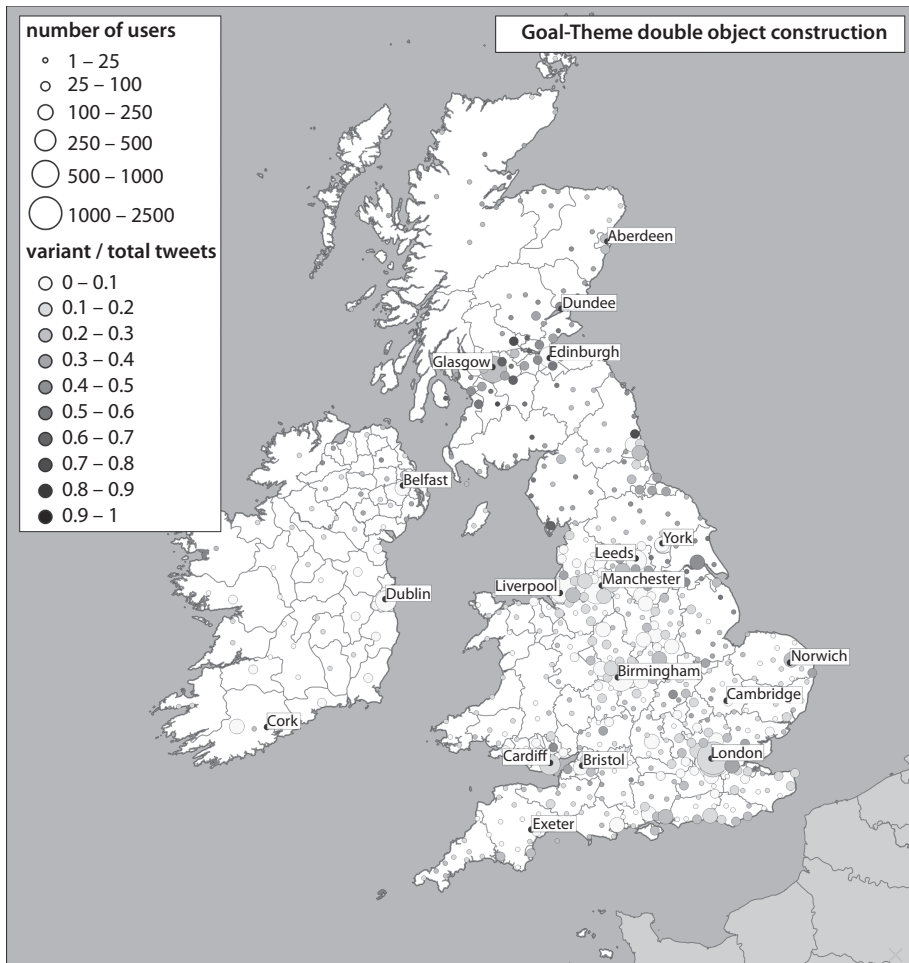 number of users
1 – 25
25 – 100
100 – 250
250 – 500
500 – 1000
1000 – 2500
variant / total tweets
0 – 0.1
0.1 – 0.2
0.2 – 0.3
0.3 – 0.4
0.4 – 0.5
0.5 – 0.6
0.6 – 0.7
0.7 – 0.8
0.8 – 0.9
0.9 – 1
Goal-Theme double object construction
Aberdeen
Dundee
Edinburgh
Glasgow
Belfast
York
Leeds
Manchester
Liverpool
Dublin
Norwich
Birmingham
Cambridge
Cork
London
Cardiff
Bristol
Exeter